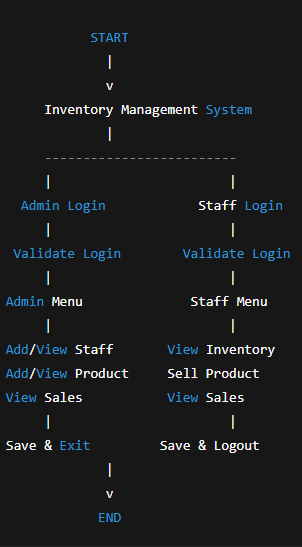 START
|
v
Inventory Management System
|
-------------------------
| |
Admin Login Staff Login
| |
Validate Login Validate Login
| |
Admin Menu Staff Menu
| |
Add/View Staff View Inventory
Add/View Product Sell Product
View Sales View Sales
| |
Save & Exit Save & Logout
|
v
END